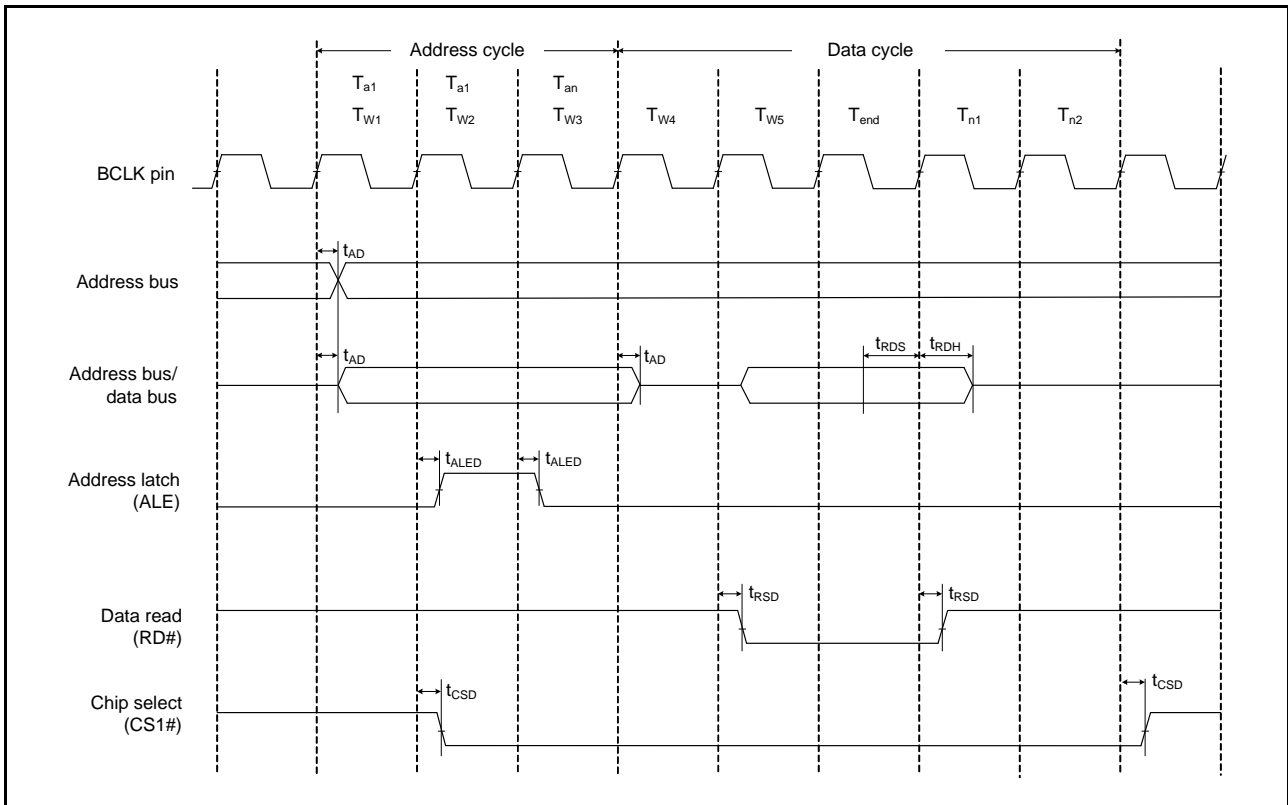 Address cycle Data cycle
Ta1 Ta1 Tan
TW1 TW2 TW3 TW4 TW5 Tend Tn1 Tn2
BCLK pin
tAD
Address bus
tAD tAD tRDS tRDH
Address bus/
data bus
tALED tALED
Address latch
(ALE)
tRSD tRSD
Data read
(RD#)
tCSD tCSD
Chip select
(CS1#)